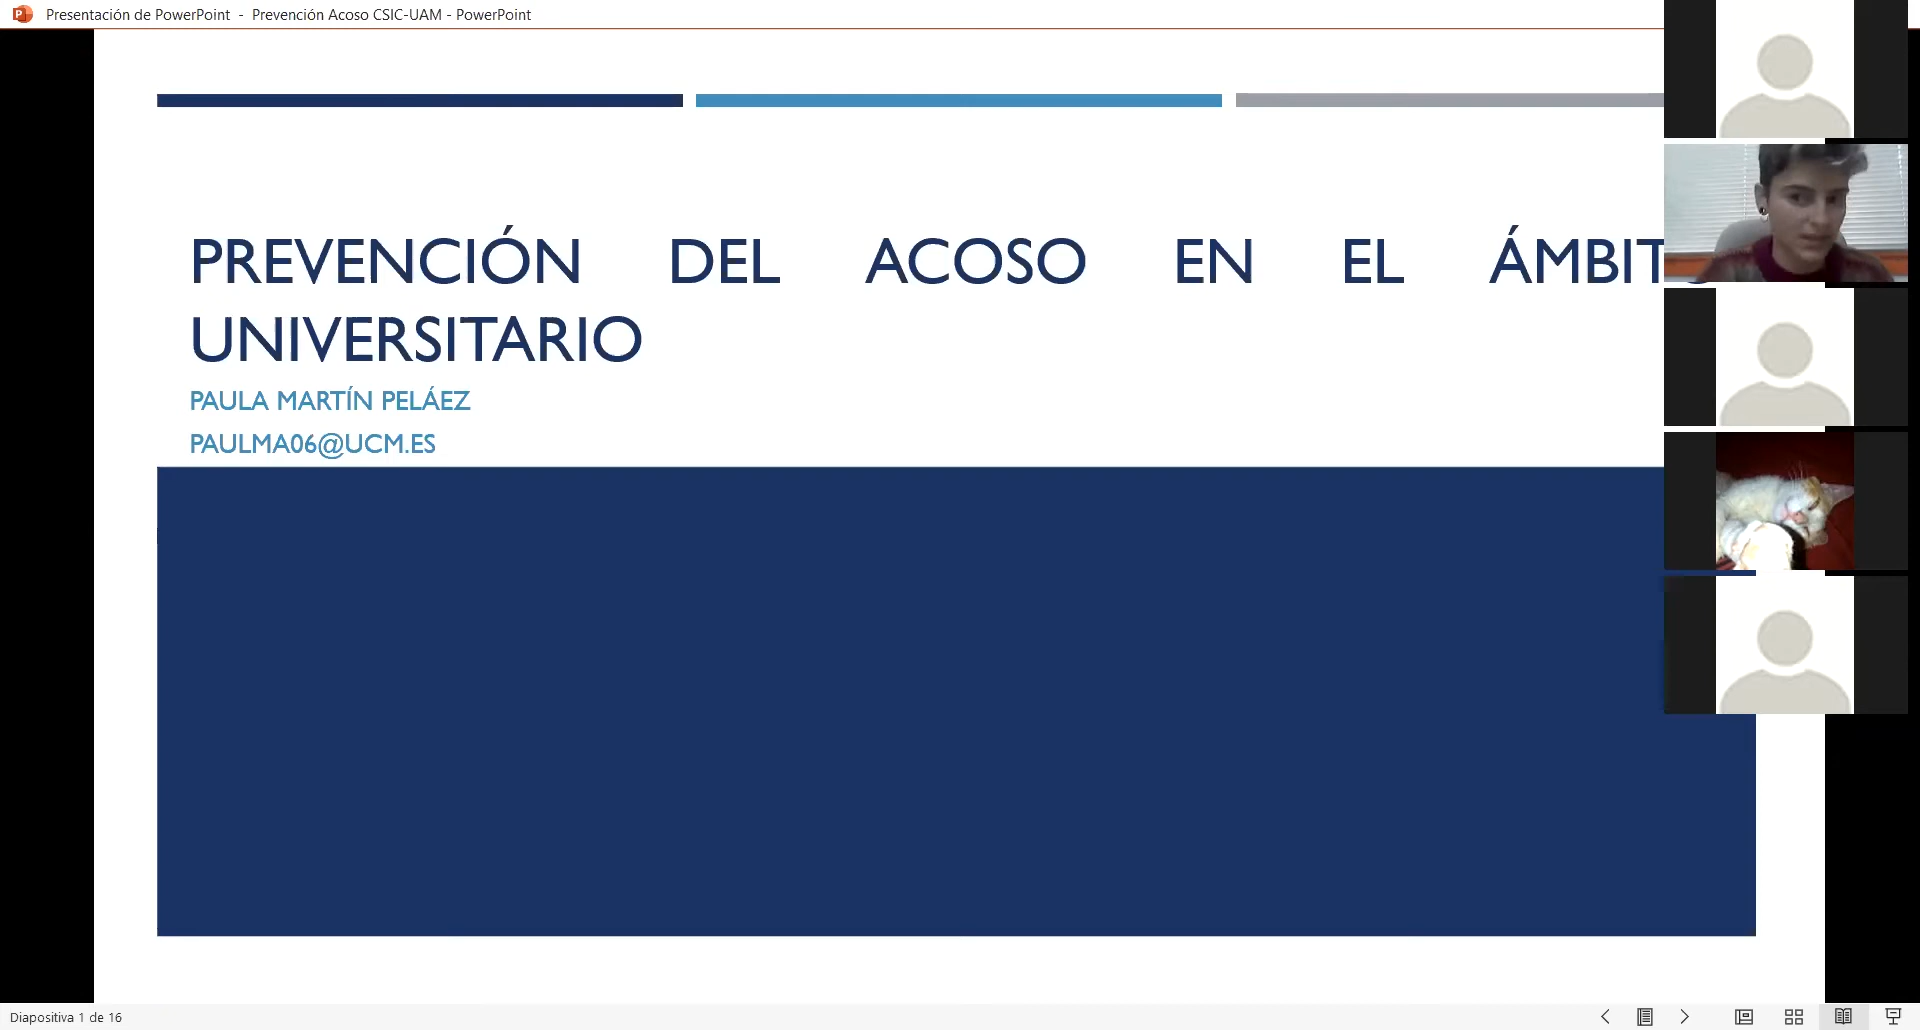 Presentación de PowerPoint - Prevención Acoso CSIC-UAM - PowerPoint
PREVENCIÓN DEL ACOSO EN EL ÁMBIT
UNIVERSITARIO
PAULA MARTÍN PELÁEZ
PAULMA06@UCM.ES
Diapositiva 1 de 16